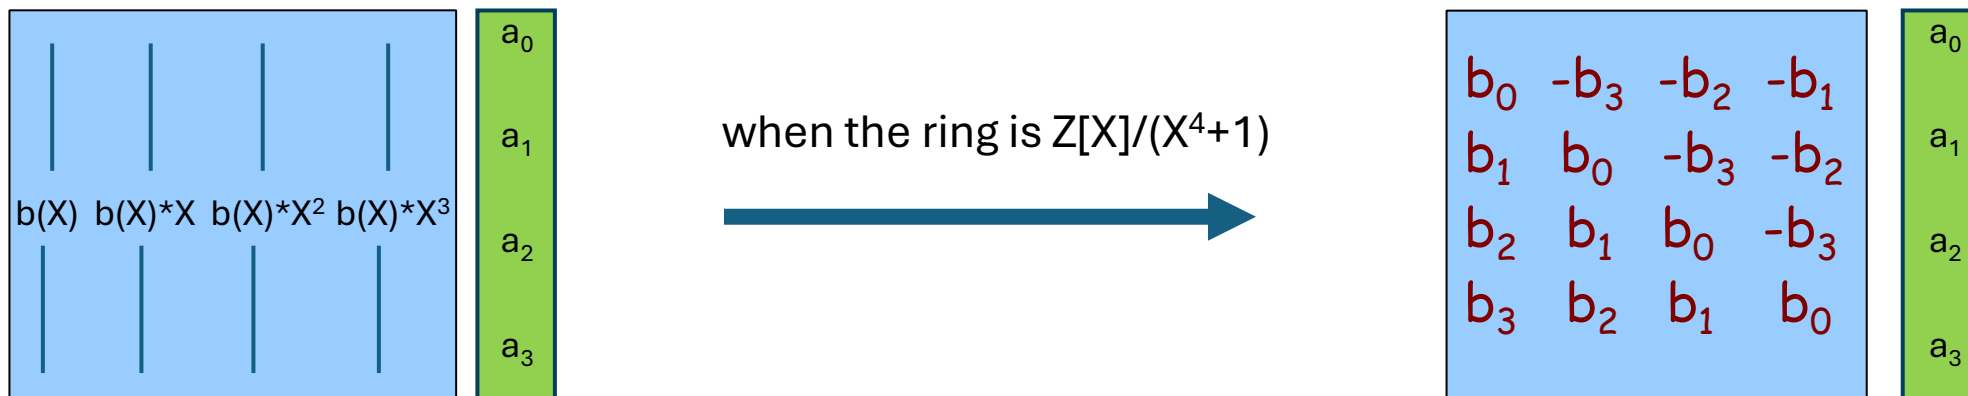 b(X) b(X)*X b(X)*X² b(X)*X³
a₀
a₁
a₂
a₃
when the ring is Z[X]/(X⁴+1)
b₀ -b₃ -b₂ -b₁
b₁ b₀ -b₃ -b₂
b₂ b₁ b₀ -b₃
b₃ b₂ b₁ b₀
a₀
a₁
a₂
a₃